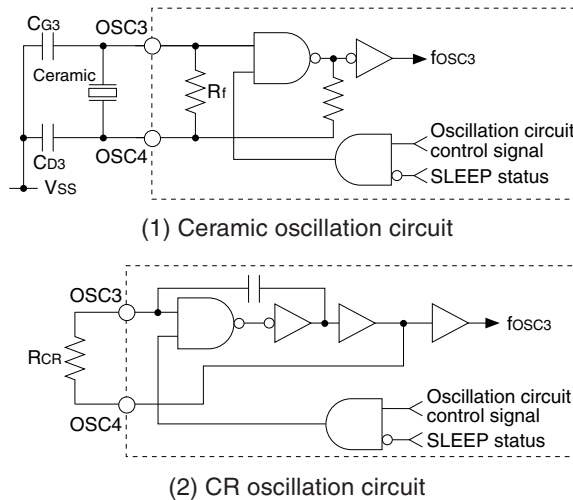 CG3
OSC3
Ceramic
Rf
fOSC3
CD3
OSC4
VSS
Oscillation circuit
control signal
SLEEP status
(1) Ceramic oscillation circuit
OSC3
RCR
fOSC3
OSC4
Oscillation circuit
control signal
SLEEP status
(2) CR oscillation circuit